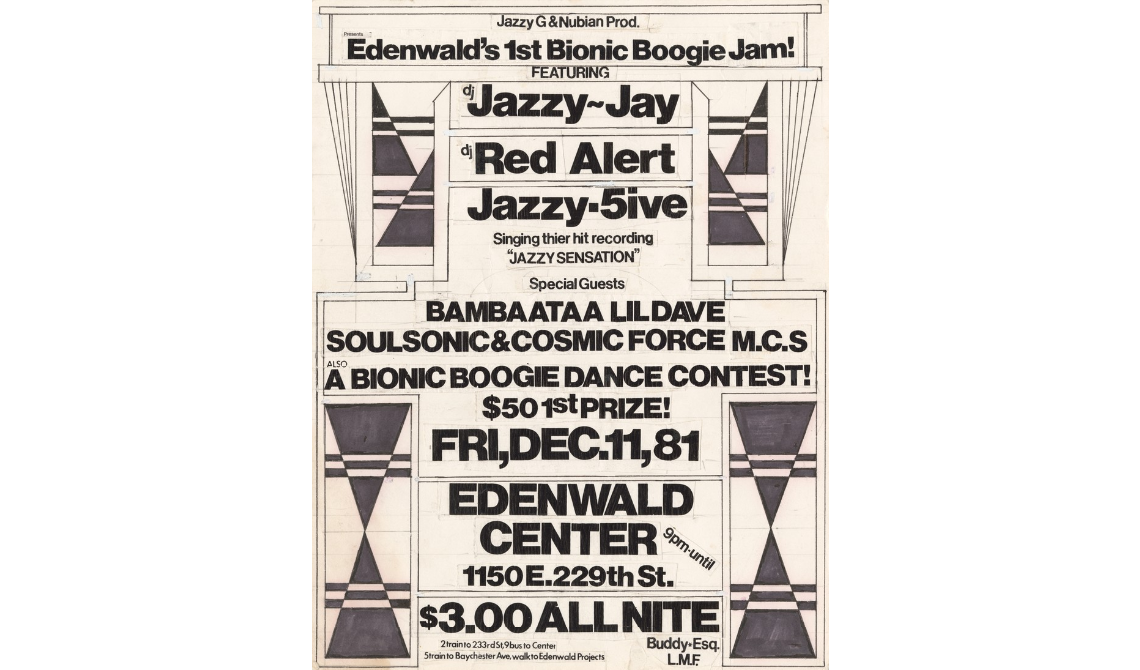 Jazzy G & Nubian Prod.
Presents...
Edenwald's 1st Bionic Boogie Jam!
FEATURING
dj Jazzy~Jay
dj Red Alert
Jazzy-5ive
Singing thier hit recording
"JAZZY SENSATION"
Special Guests
BAMBAATAA LIL DAVE
SOULSONIC & COSMIC FORCE M.C.S
ALSO
A BIONIC BOOGIE DANCE CONTEST!
$50 1st PRIZE!
FRI, DEC. 11, 81
EDENWALD
CENTER
9pm-until
1150 E. 229th St.
$3.00 ALL NITE
2 train to 233rd St, 9 bus to Center
5 train to Baychester Ave, walk to Edenwald Projects
Buddy•Esq.
L.M.F.